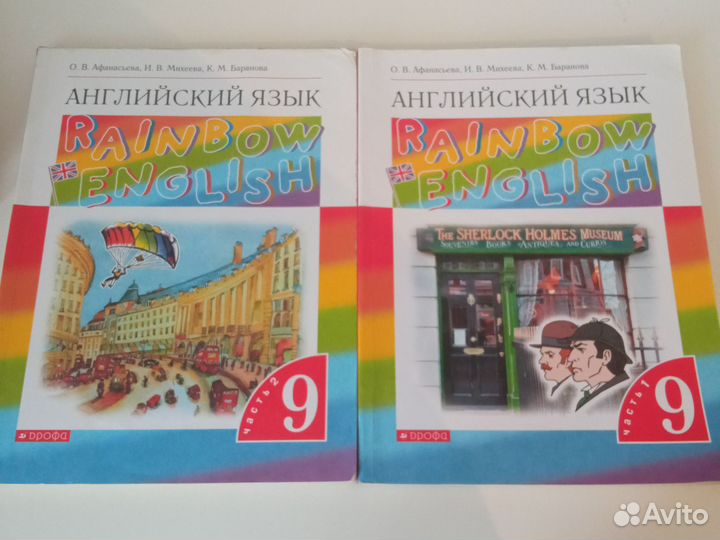 О. В. Афанасьева, И. В. Михеева, К. М. Баранова
АНГЛИЙСКИЙ ЯЗЫК
RAINBOW
ENGLISH
часть 2
9
дрофа
О. В. Афанасьева, И. В. Михеева, К. М. Баранова
АНГЛИЙСКИЙ ЯЗЫК
RAINBOW
ENGLISH
THE SHERLOCK HOLMES MUSEUM
SOUVENIRS BOOKS ANTIQUES AND CURIOS
часть 1
9
дрофа
Avito